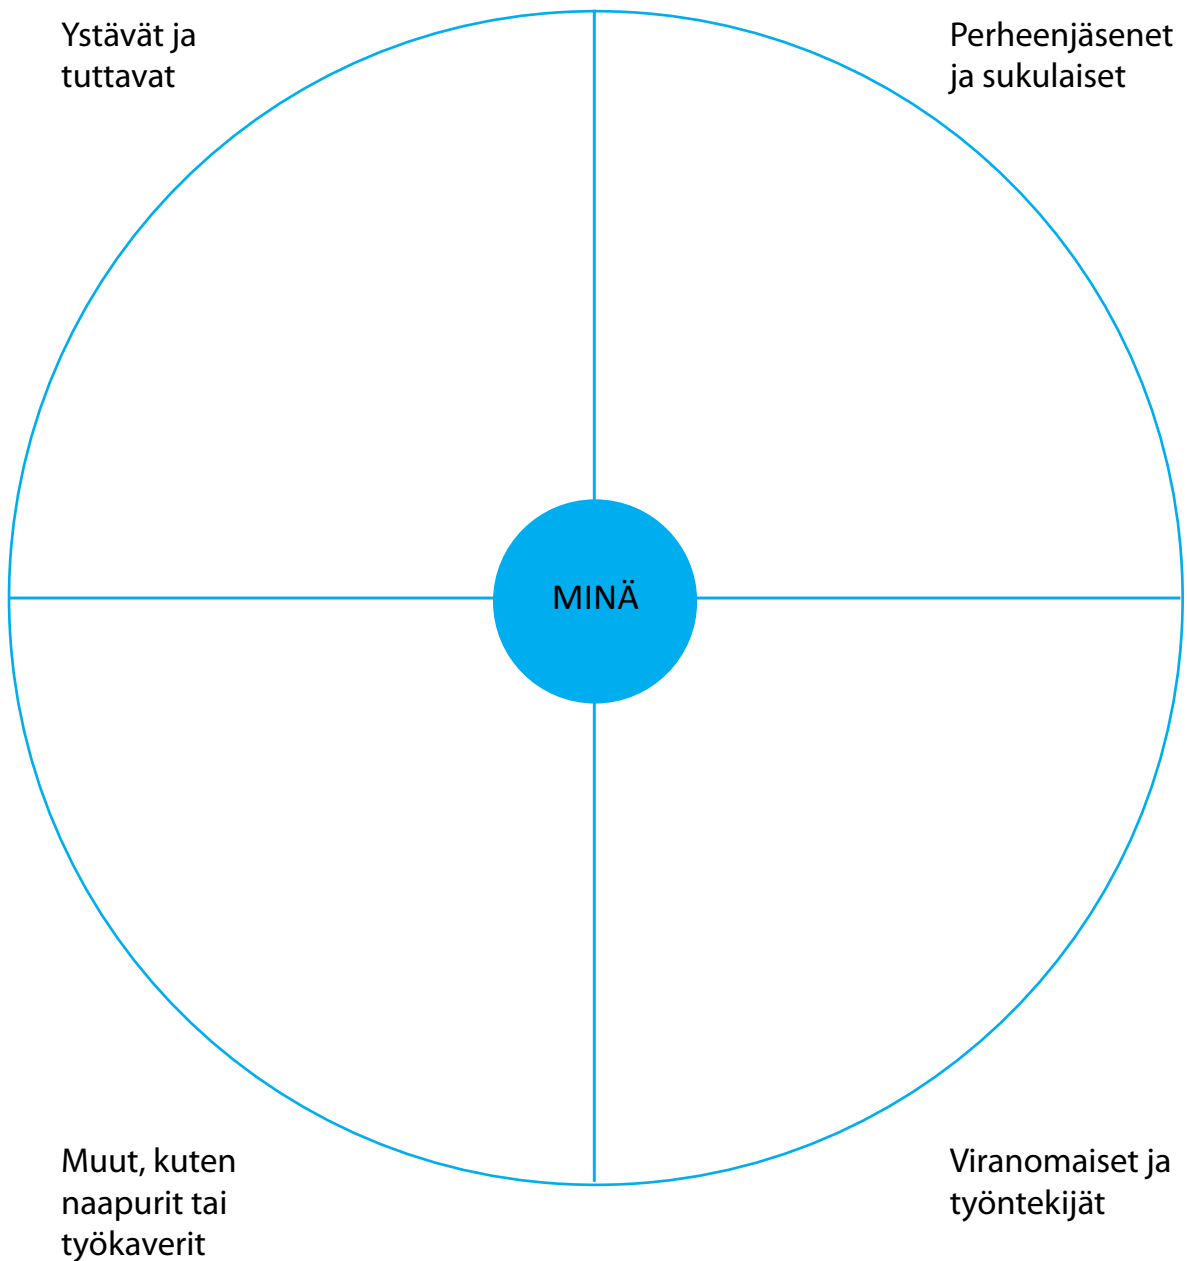 Ystävät ja
tuttavat
Perheenjäsenet
ja sukulaiset
MINÄ
Muut, kuten
naapurit tai
työkaverit
Viranomaiset ja
työntekijät